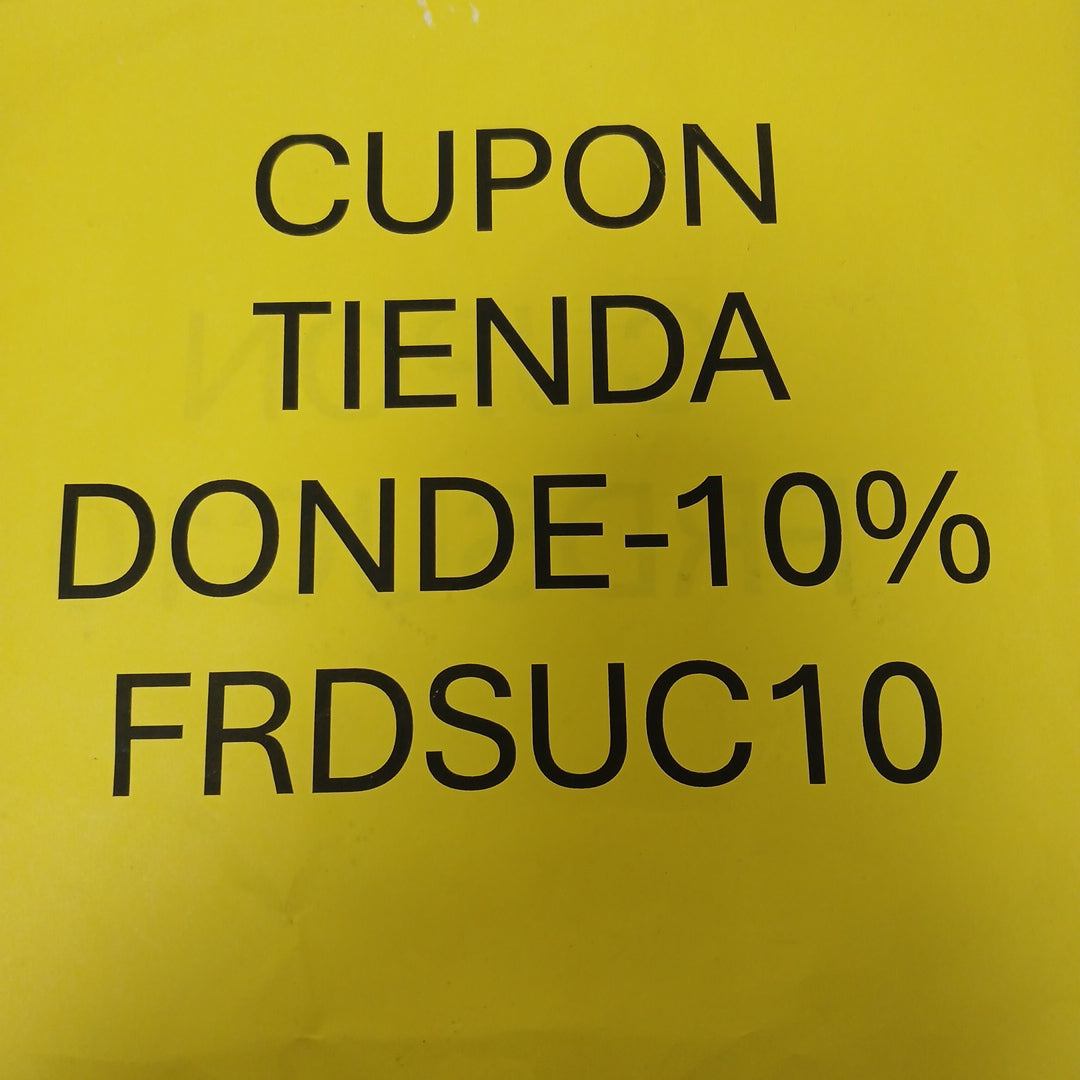 CUPON
TIENDA
DONDE-10%
FRDSUC10